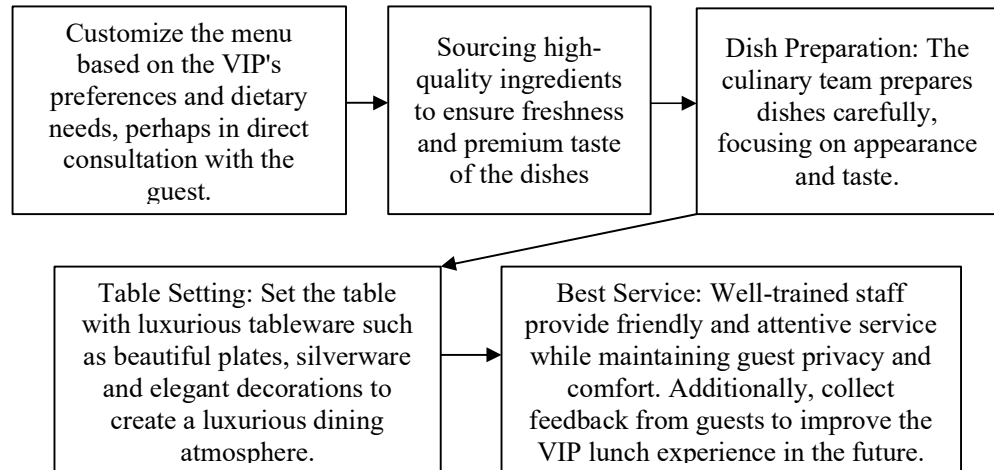 Customize the menu
based on the VIP's
preferences and dietary
needs, perhaps in direct
consultation with the
guest.
Sourcing high-
quality ingredients
to ensure freshness
and premium taste
of the dishes
Dish Preparation: The
culinary team prepares
dishes carefully,
focusing on appearance
and taste.
Table Setting: Set the table
with luxurious tableware such
as beautiful plates, silverware
and elegant decorations to
create a luxurious dining
atmosphere.
Best Service: Well-trained staff
provide friendly and attentive service
while maintaining guest privacy and
comfort. Additionally, collect
feedback from guests to improve the
VIP lunch experience in the future.